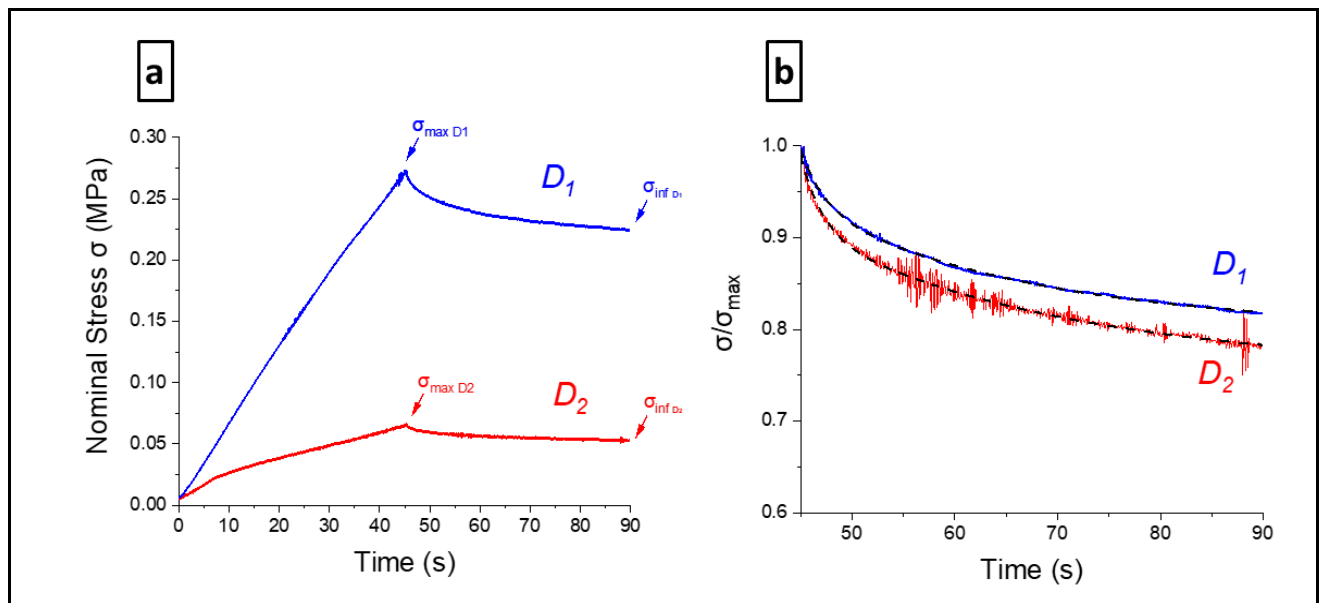 a
σmax D1
D1
σinf D1
σmax D2
D2
σinf D2
0.30
0.25
0.20
0.15
0.10
0.05
0.00
0 10 20 30 40 50 60 70 80 90
Nominal Stress σ (MPa)
Time (s)
b
1.0
0.9
0.8
0.7
0.6
50 60 70 80 90
σ/σmax
D1
D2
Time (s)